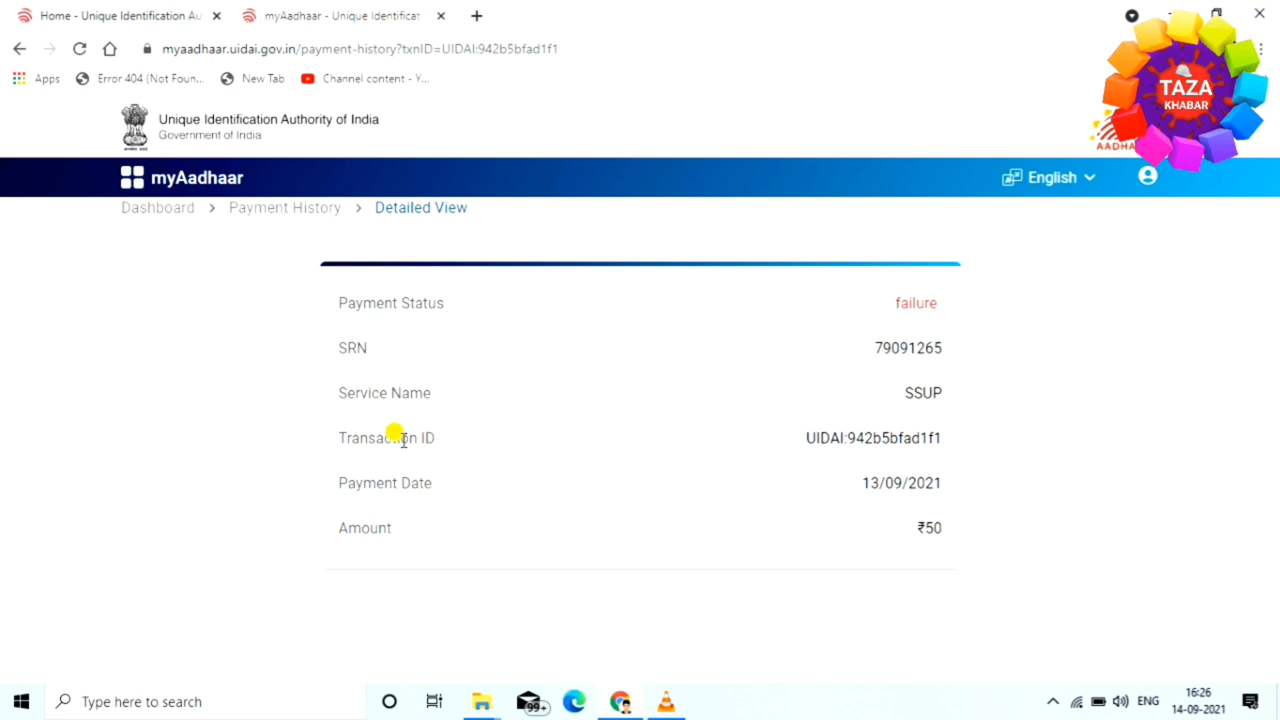 Home - Unique Identification Au
myAadhaar - Unique Identificat
myaadhaar.uidai.gov.in/payment-history?txnID=UIDAI:942b5bfad1f1
Apps
Error 404 (Not Foun...
New Tab
Channel content - Y...
TAZA
KHABAR
Unique Identification Authority of India
Government of India
myAadhaar
English
Dashboard > Payment History > Detailed View
Payment Status failure
SRN 79091265
Service Name SSUP
Transaction ID UIDAI:942b5bfad1f1
Payment Date 13/09/2021
Amount ₹50
Type here to search
99+
ENG
16:26
14-09-2021